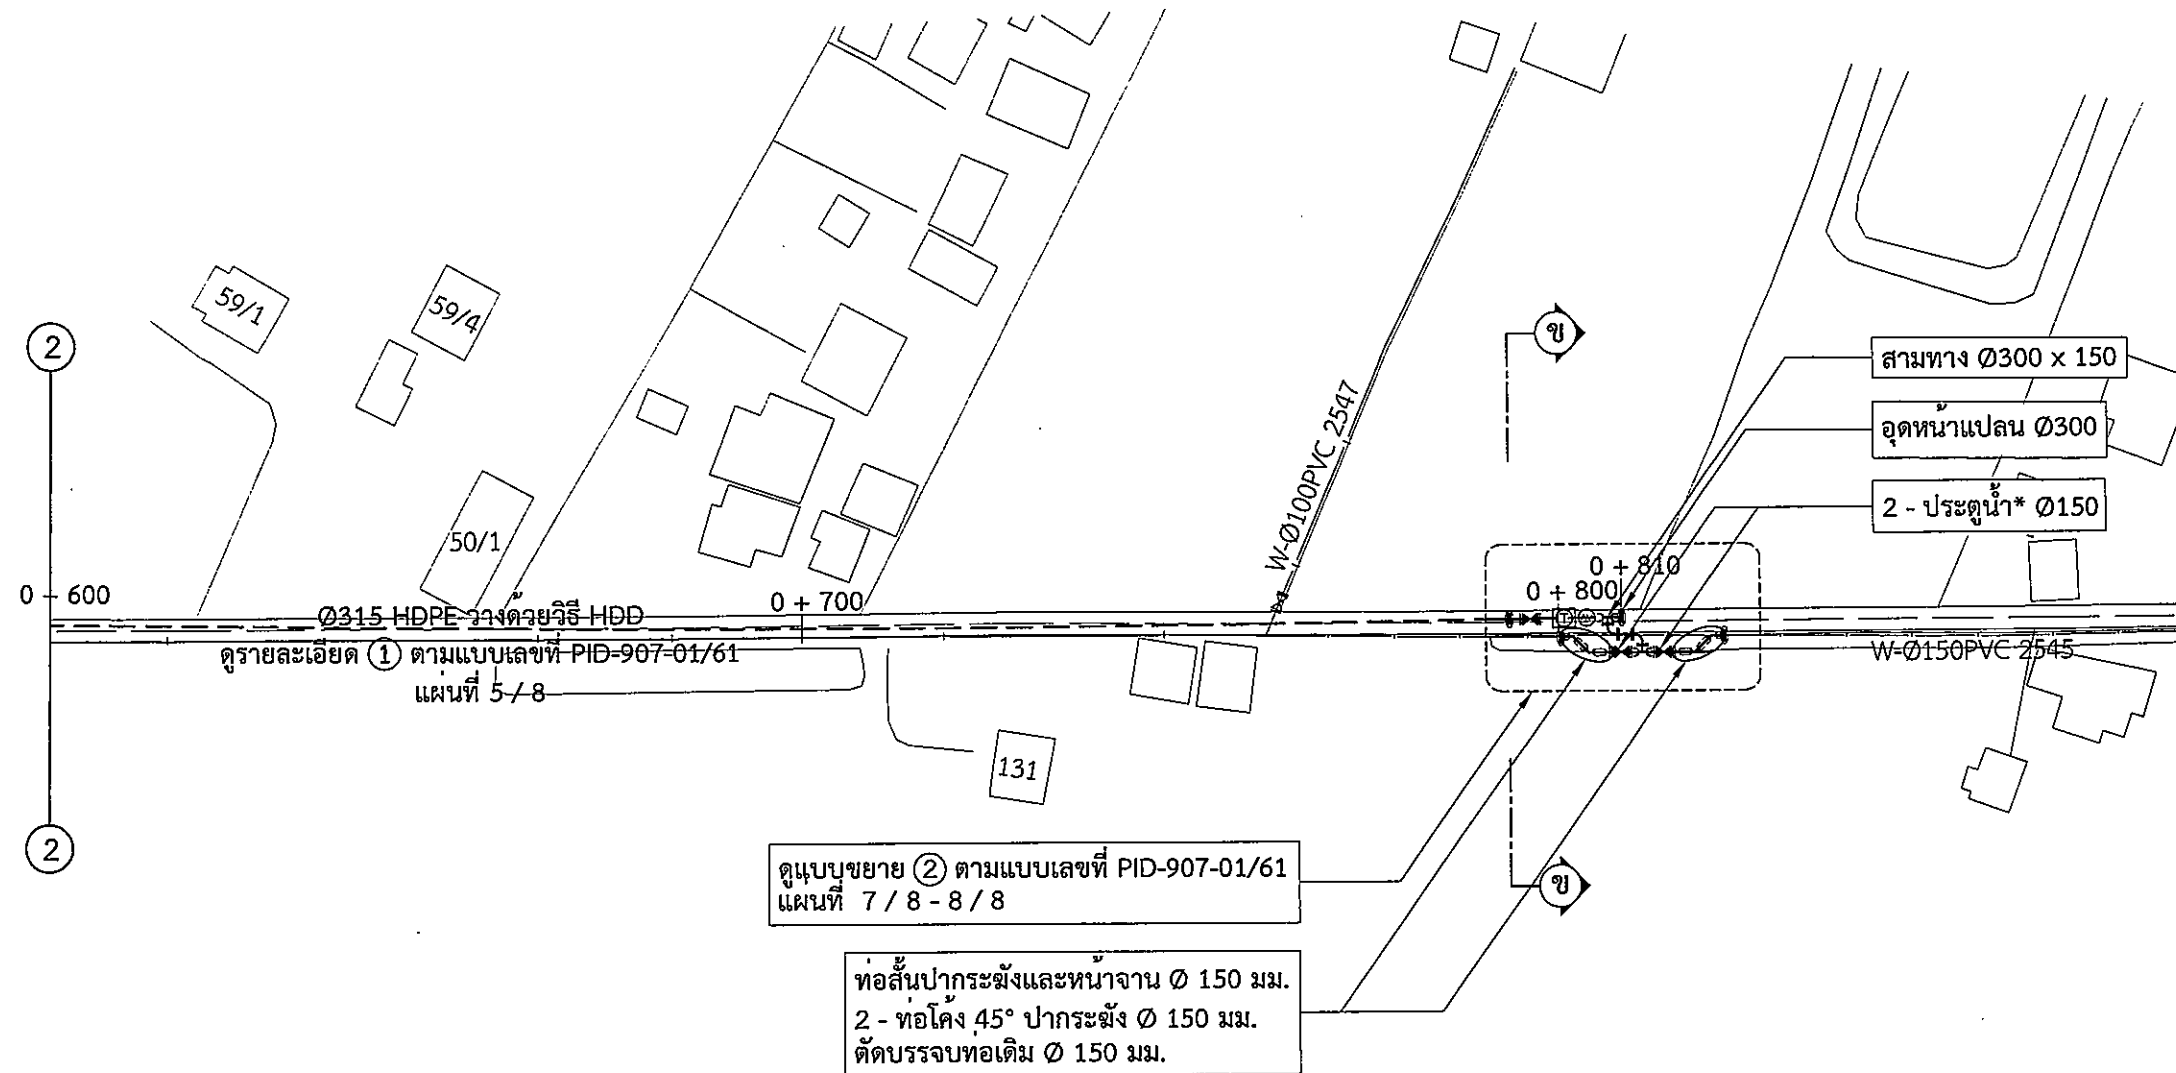 59/1
59/4
2
ข
W-Ø100PVC 2547
สามทาง Ø300 x 150
อุดหน้าแปลน Ø300
2 - ประตูน้ำ* Ø150
50/1
0 + 600
0 + 700
0 + 800
0 + 810
Ø315 HDPE วางด้วยวิธี HDD
ดูรายละเอียด 1 ตามแบบเลขที่ PID-907-01/61
แผ่นที่ 5 / 8
W-Ø150PVC 2545
131
2
ข
ดูแบบขยาย 2 ตามแบบเลขที่ PID-907-01/61
แผ่นที่ 7 / 8 - 8 / 8
ท่อสั้นปากระฆังและหน้าจาน Ø 150 มม.
2 - ท่อโค้ง 45° ปากระฆัง Ø 150 มม.
ตัดบรรจบท่อเดิม Ø 150 มม.